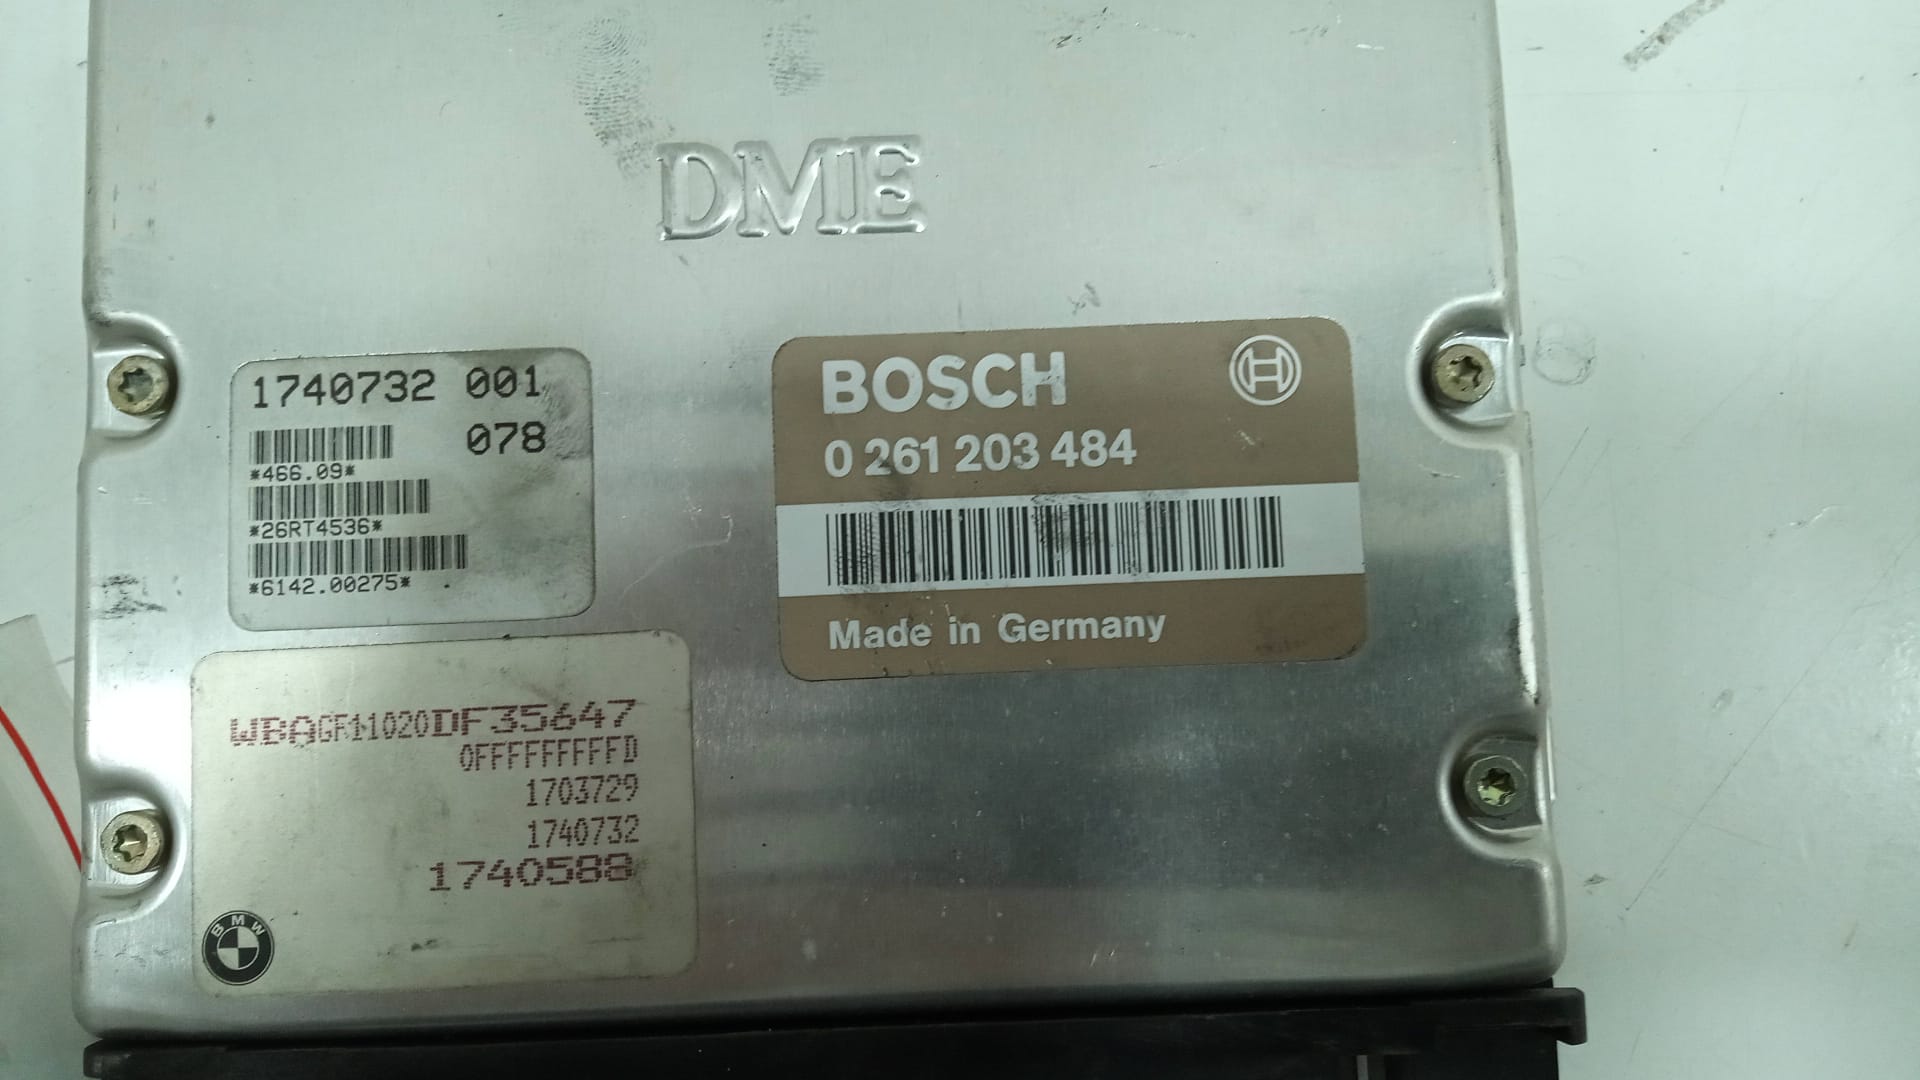 DME
1740732 001
078
*466.09*
*26RT4536*
*6142.00275*
BOSCH
0 261 203 484
Made in Germany
WBAGF11020DF35647
0FFFFFFFFFD
1703729
1740732
1740588
BMW